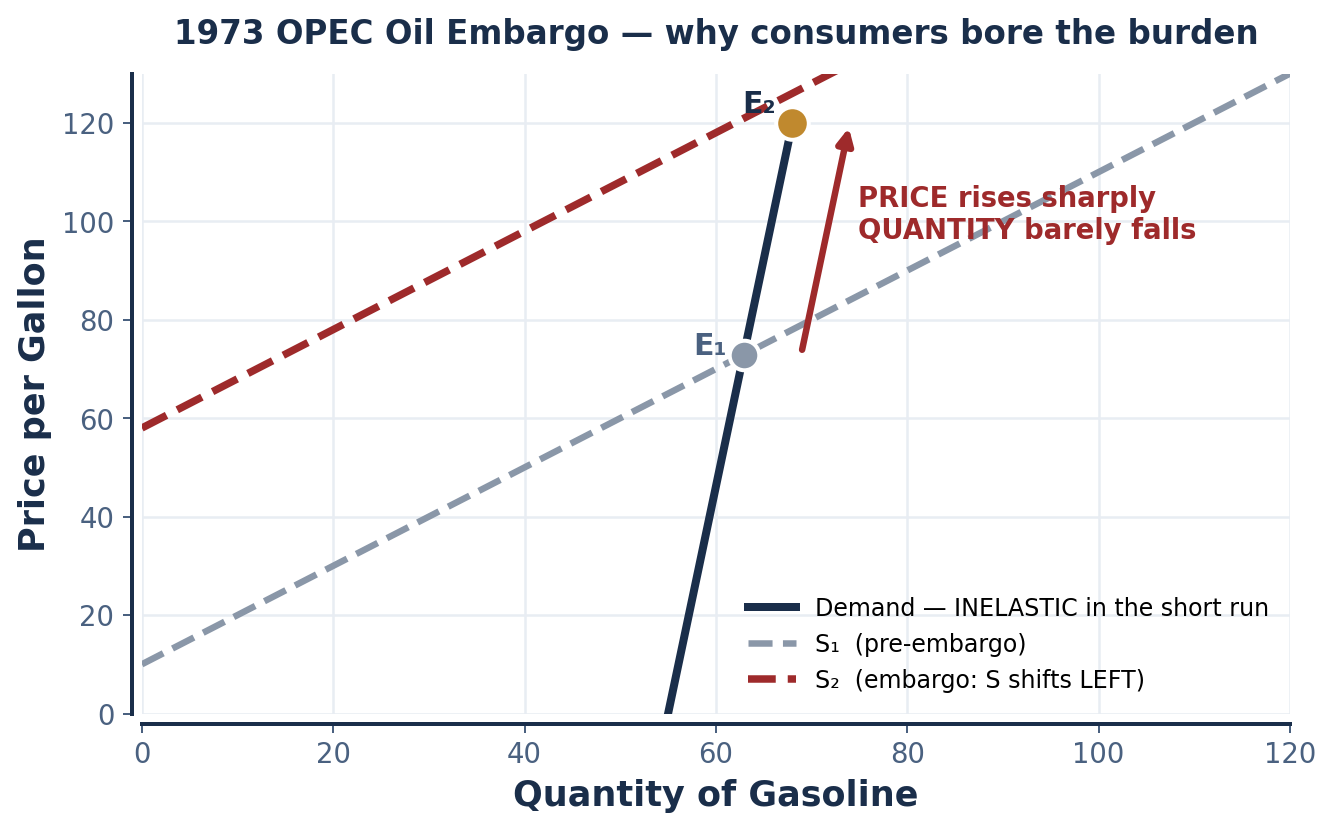 1973 OPEC Oil Embargo — why consumers bore the burden
Price per Gallon
120
100
80
60
40
20
0
E₂
E₁
PRICE rises sharply
QUANTITY barely falls
Demand — INELASTIC in the short run
S₁ (pre-embargo)
S₂ (embargo: S shifts LEFT)
0 20 40 60 80 100 120
Quantity of Gasoline